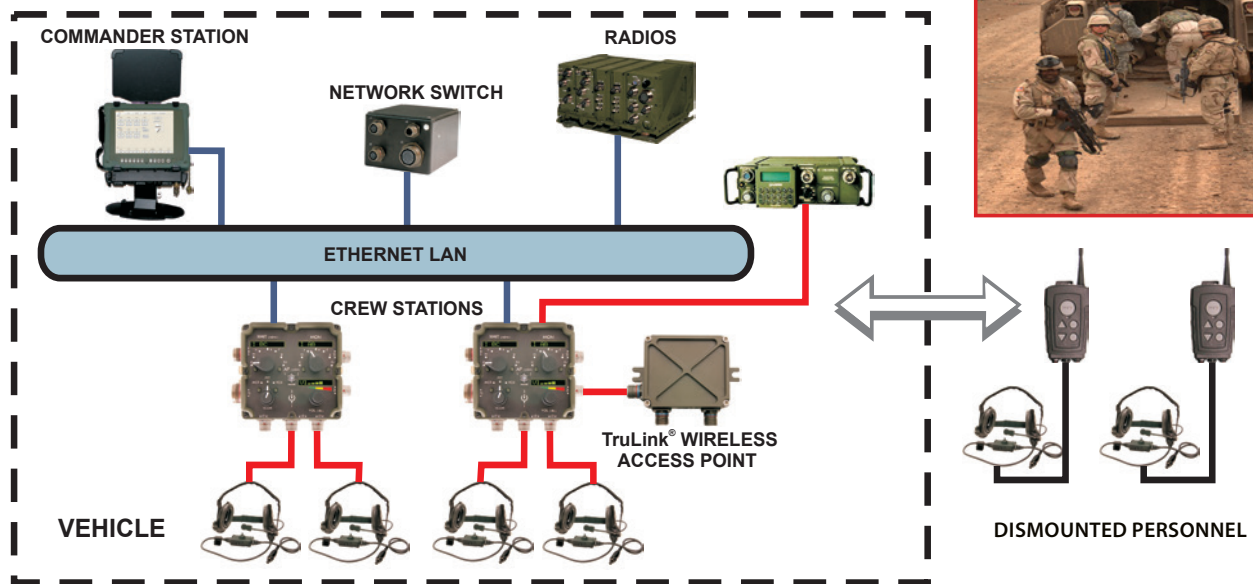 COMMANDER STATION
NETWORK SWITCH
RADIOS
ETHERNET LAN
CREW STATIONS
TruLink® WIRELESS
ACCESS POINT
VEHICLE
DISMOUNTED PERSONNEL